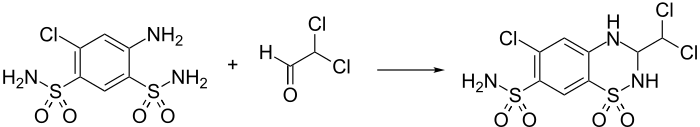 Cl NH₂
H₂N S S NH₂
O O O O
+
Cl
H Cl
O
Cl
H
N
Cl Cl
H₂N S S NH
O O O O